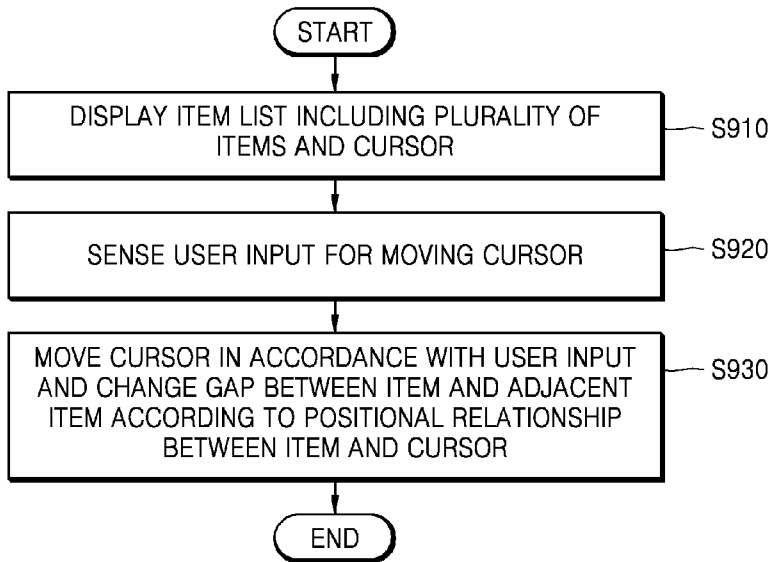 START
DISPLAY ITEM LIST INCLUDING PLURALITY OF
ITEMS AND CURSOR
S910
SENSE USER INPUT FOR MOVING CURSOR
S920
MOVE CURSOR IN ACCORDANCE WITH USER INPUT
AND CHANGE GAP BETWEEN ITEM AND ADJACENT
ITEM ACCORDING TO POSITIONAL RELATIONSHIP
BETWEEN ITEM AND CURSOR
S930
END